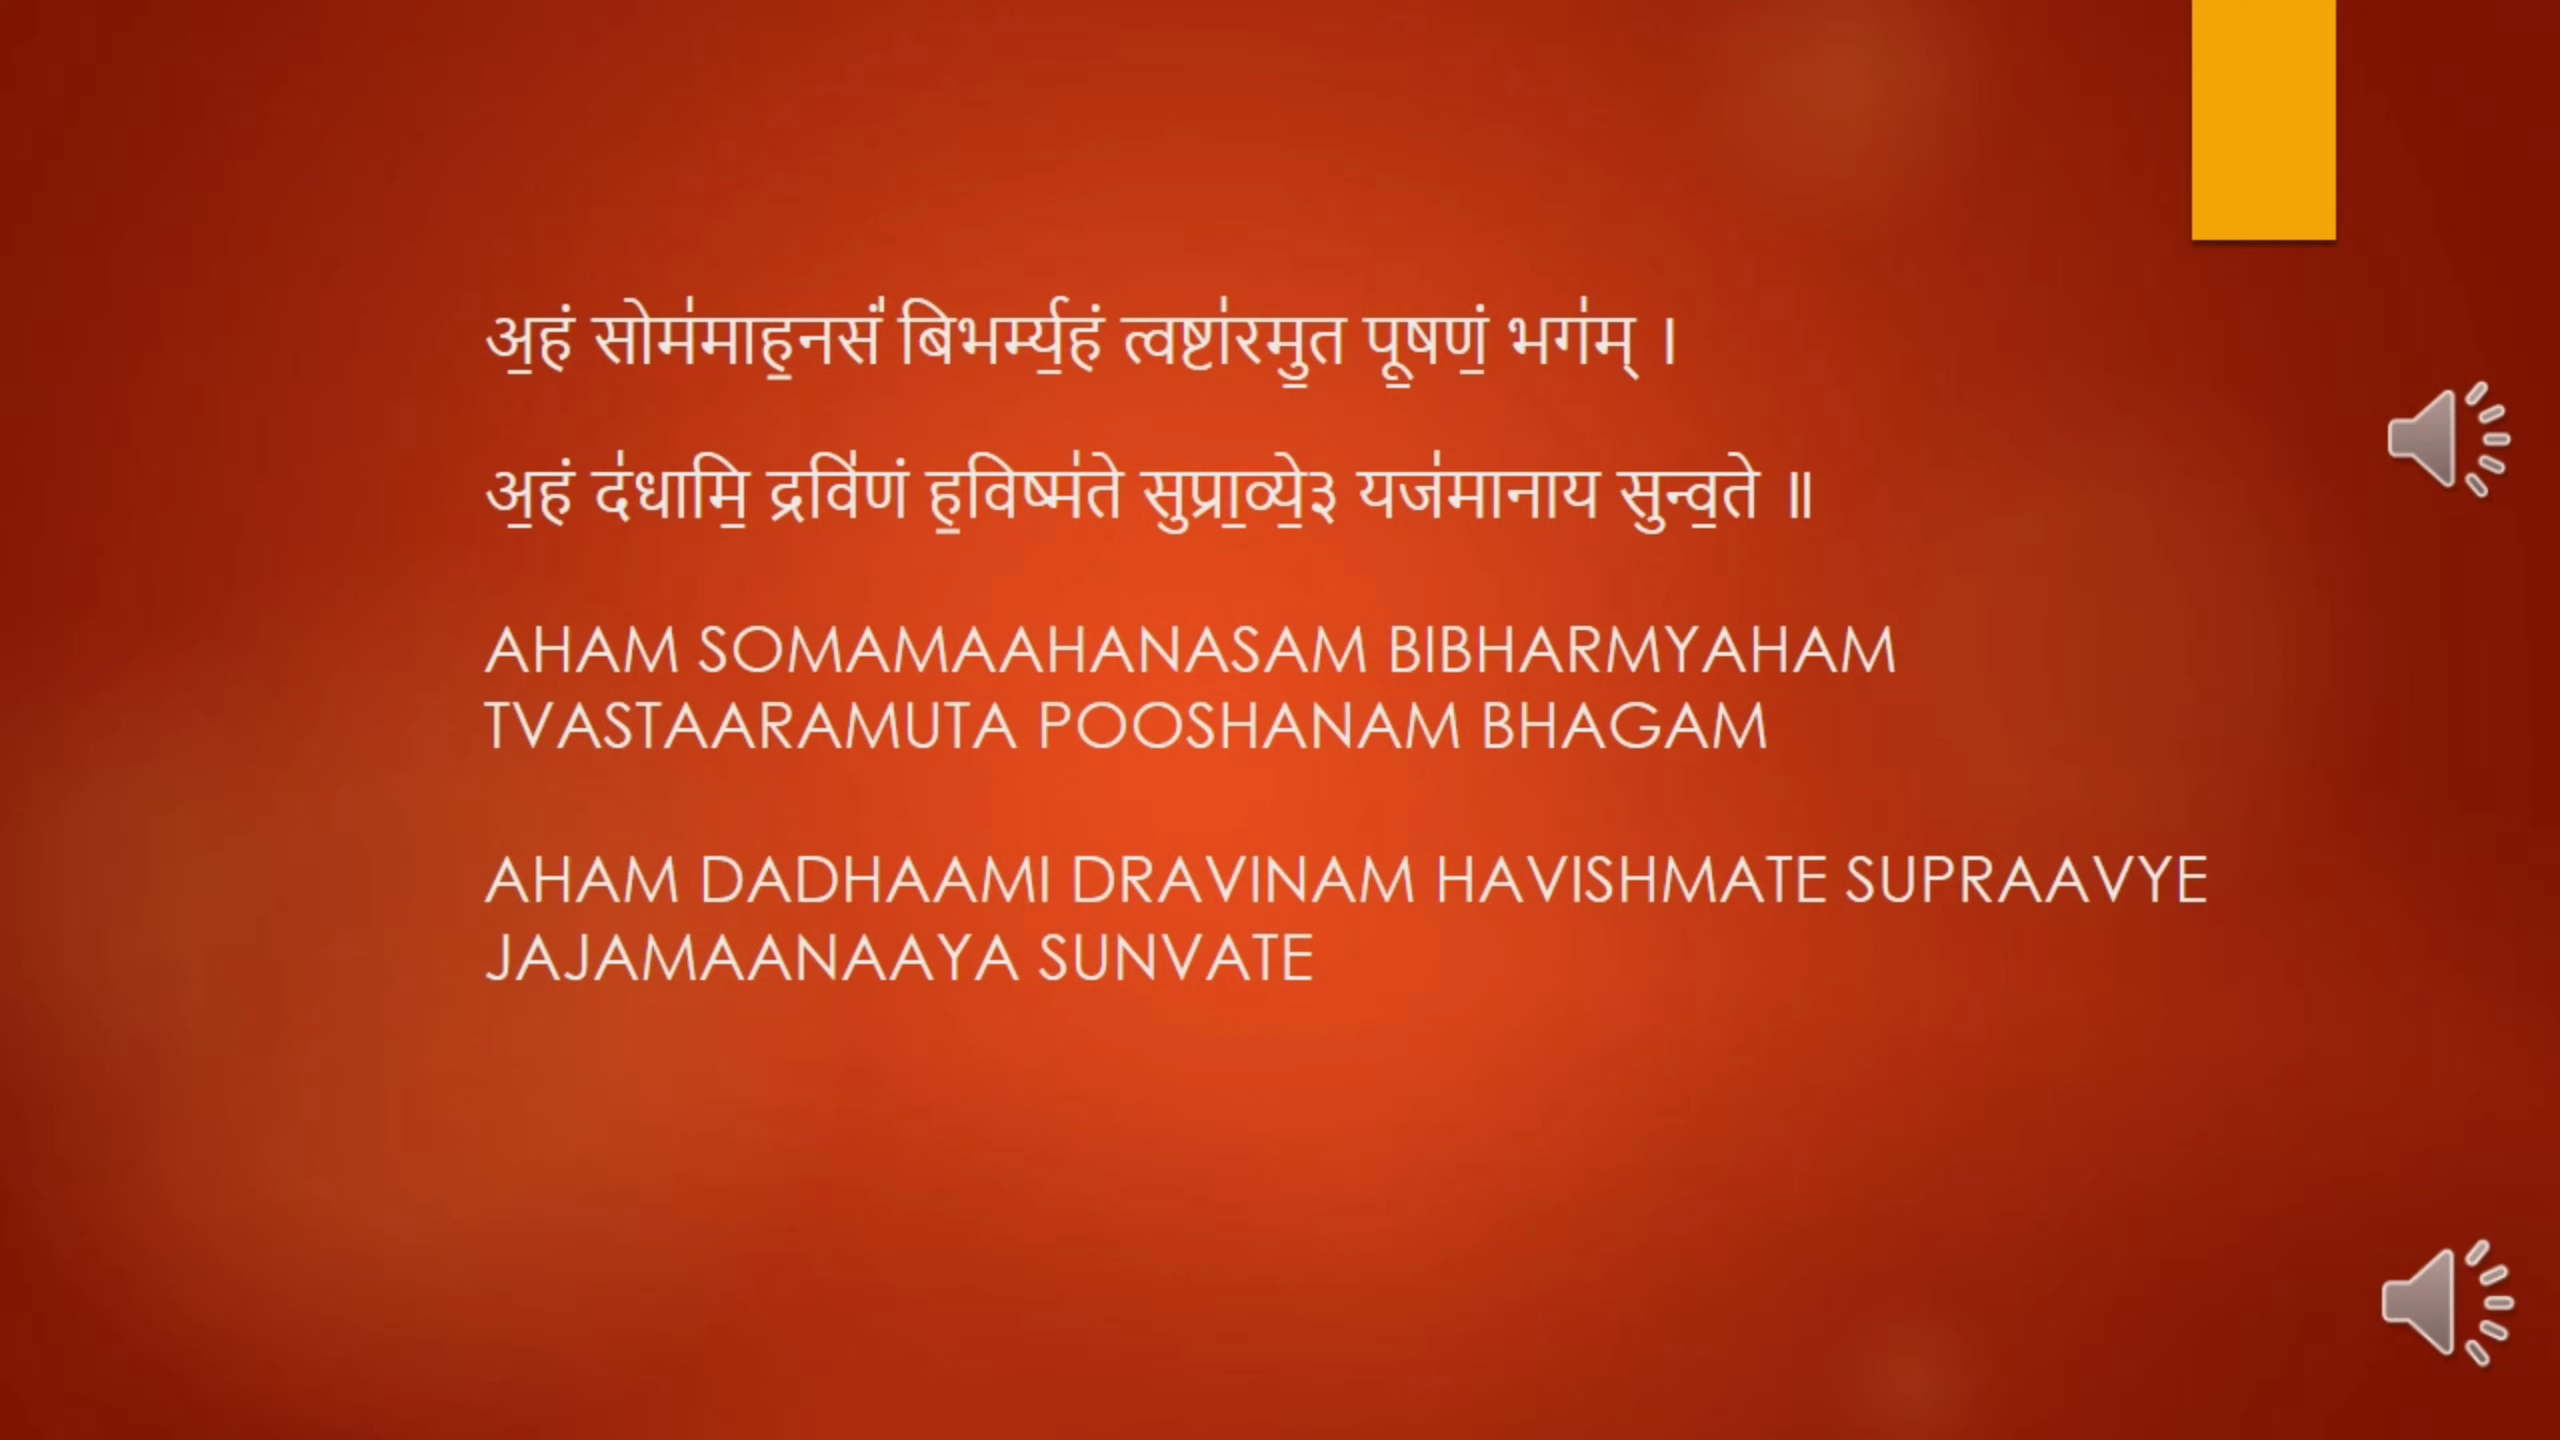 अ॒हं सोम॑माह॒नसं॑ बिभर्म्य॒हं त्वष्टा॑रमु॒त पू॒षणं॒ भग॑म् ।
अ॒हं द॑धामि॒ द्रवि॑णं ह॒विष्म॑ते सुप्रा॒व्ये॒३ यज॑मानाय सुन्व॒ते ॥
AHAM SOMAMAAHANASAM BIBHARMYAHAM
TVASTAARAMUTA POOSHANAM BHAGAM
AHAM DADHAAMI DRAVINAM HAVISHMATE SUPRAAVYE
JAJAMAANAAYA SUNVATE